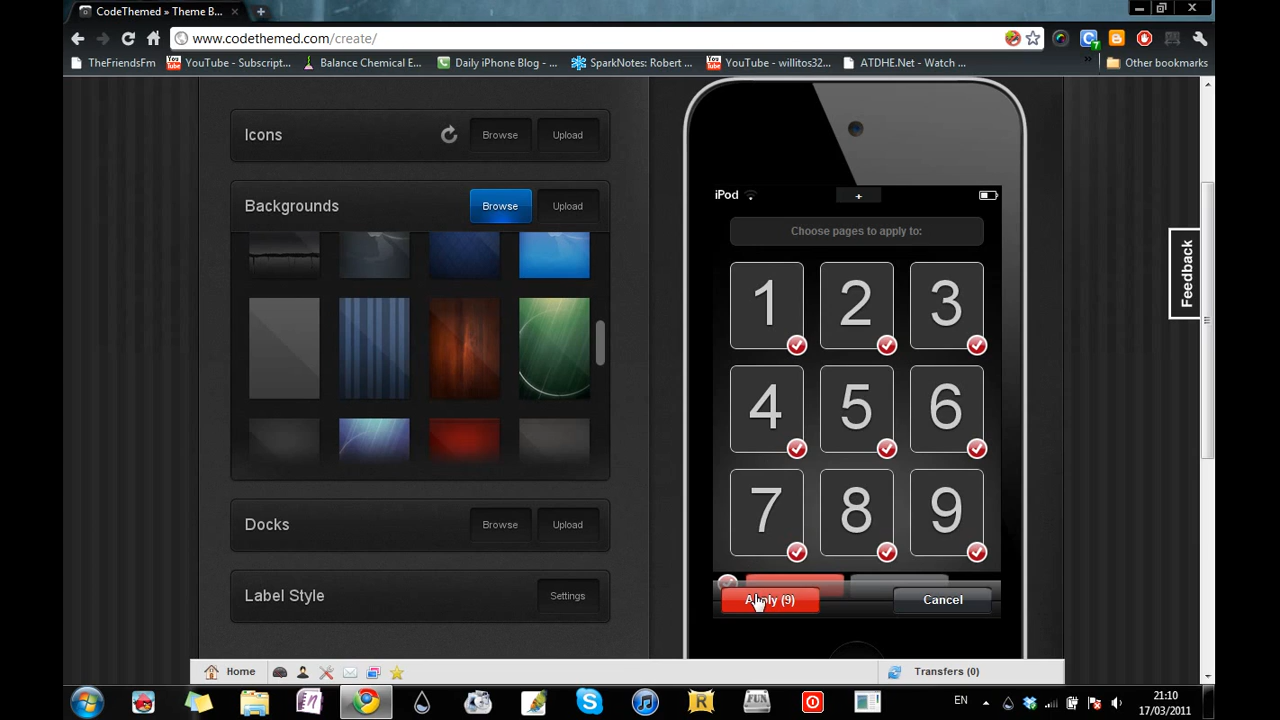 CodeThemed » Theme B...
www.codethemed.com/create/
TheFriendsFm
YouTube - Subscript...
Balance Chemical E...
Daily iPhone Blog - ...
SparkNotes: Robert ...
YouTube - willitos32...
ATDHE.Net - Watch ...
Other bookmarks
Icons
Browse
Upload
Backgrounds
Browse
Upload
Docks
Browse
Upload
Label Style
Settings
iPod
+
Choose pages to apply to:
1 2 3
4 5 6
7 8 9
Apply (9)
Cancel
Feedback
Home
Transfers (0)
EN
21:10
17/03/2011